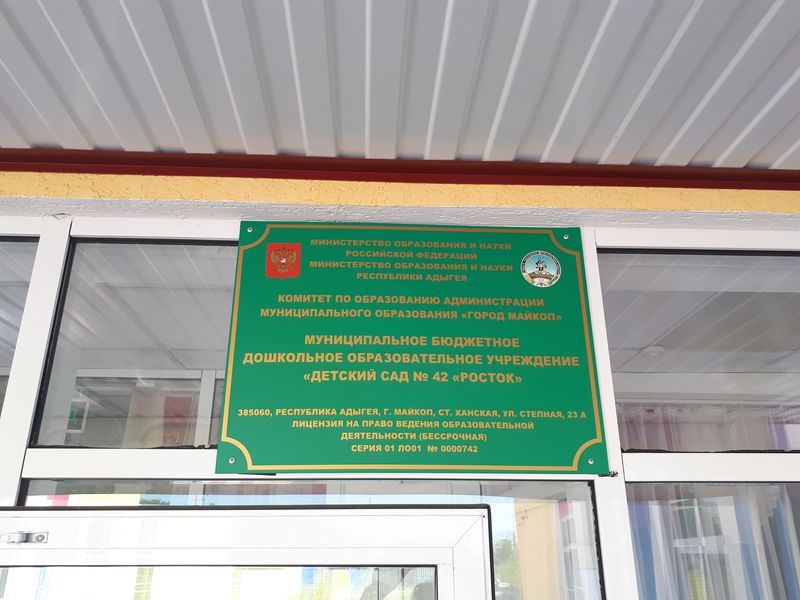 МИНИСТЕРСТВО ОБРАЗОВАНИЯ И НАУКИ
РОССИЙСКОЙ ФЕДЕРАЦИИ
МИНИСТЕРСТВО ОБРАЗОВАНИЯ И НАУКИ
РЕСПУБЛИКИ АДЫГЕЯ
КОМИТЕТ ПО ОБРАЗОВАНИЮ АДМИНИСТРАЦИИ
МУНИЦИПАЛЬНОГО ОБРАЗОВАНИЯ «ГОРОД МАЙКОП»
МУНИЦИПАЛЬНОЕ БЮДЖЕТНОЕ
ДОШКОЛЬНОЕ ОБРАЗОВАТЕЛЬНОЕ УЧРЕЖДЕНИЕ
«ДЕТСКИЙ САД № 42 «РОСТОК»
385060, РЕСПУБЛИКА АДЫГЕЯ, Г. МАЙКОП, СТ. ХАНСКАЯ, УЛ. СТЕПНАЯ, 23 А
ЛИЦЕНЗИЯ НА ПРАВО ВЕДЕНИЯ ОБРАЗОВАТЕЛЬНОЙ
ДЕЯТЕЛЬНОСТИ (БЕССРОЧНАЯ)
СЕРИЯ 01 ЛО01 № 0000742